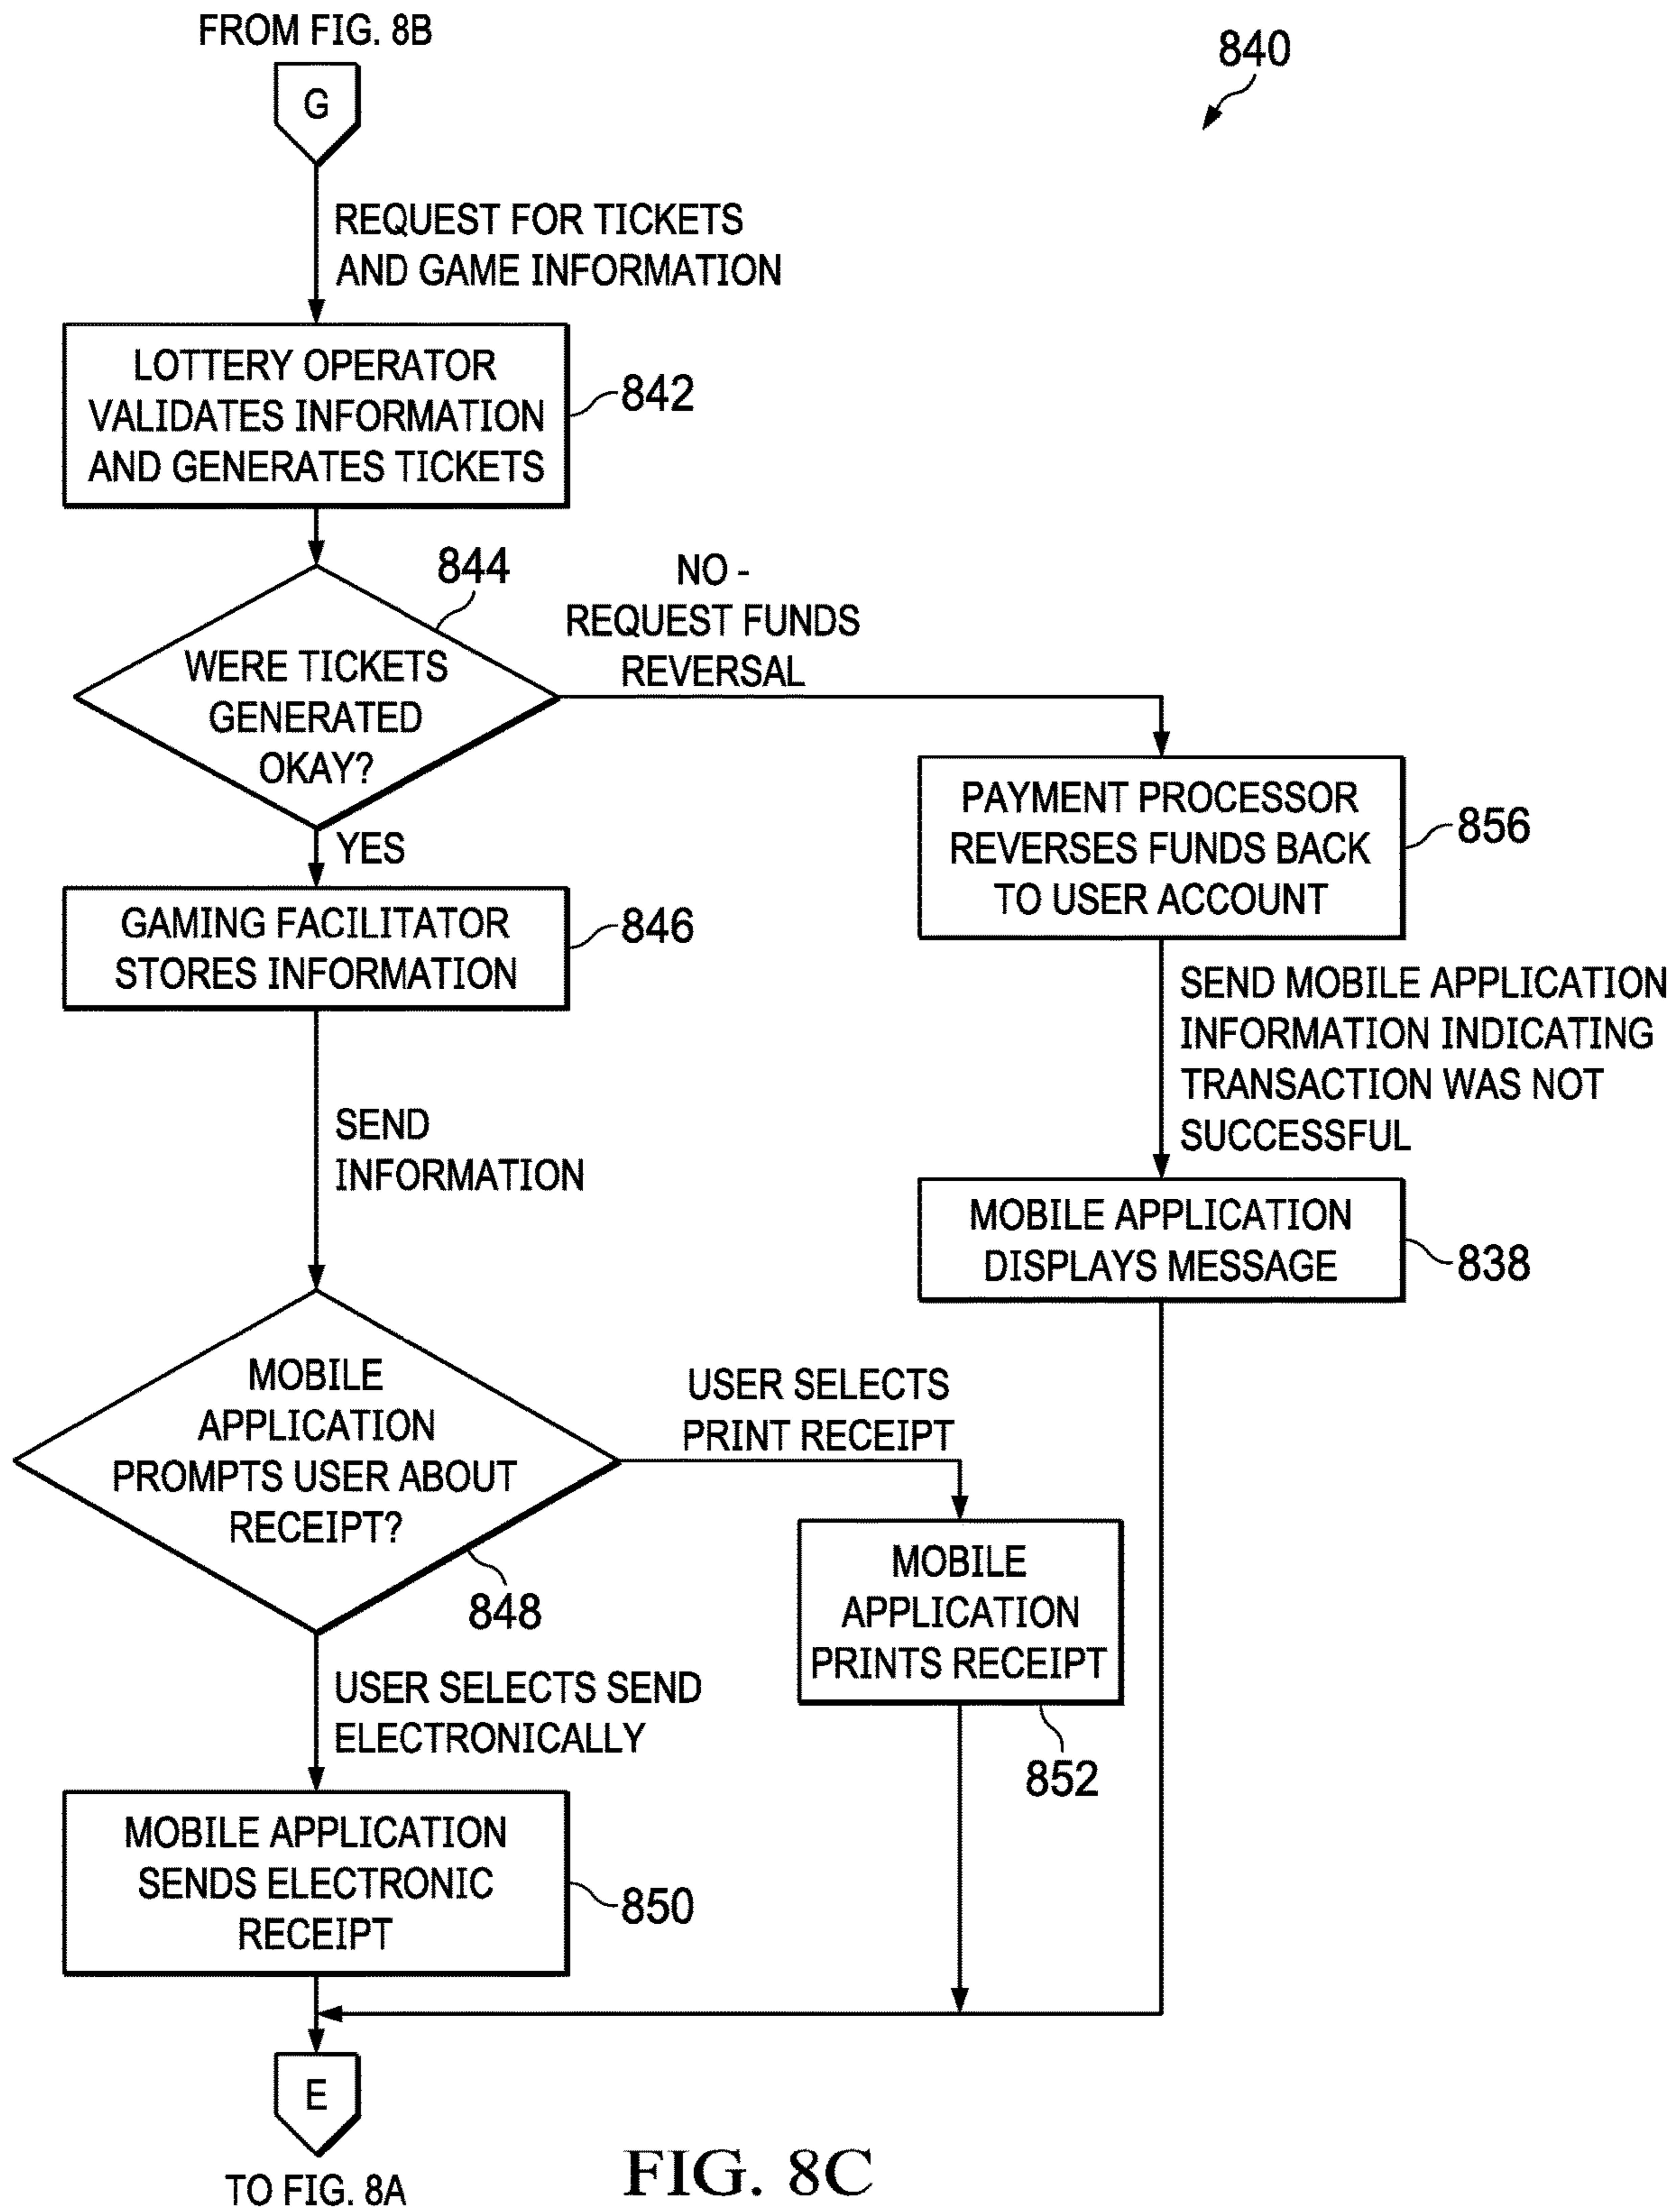 FROM FIG. 8B
840
G
REQUEST FOR TICKETS
AND GAME INFORMATION
LOTTERY OPERATOR
VALIDATES INFORMATION
AND GENERATES TICKETS
842
844
NO -
REQUEST FUNDS
REVERSAL
WERE TICKETS
GENERATED
OKAY?
YES
PAYMENT PROCESSOR
REVERSES FUNDS BACK
TO USER ACCOUNT
856
GAMING FACILITATOR
STORES INFORMATION
846
SEND MOBILE APPLICATION
INFORMATION INDICATING
TRANSACTION WAS NOT
SUCCESSFUL
SEND
INFORMATION
MOBILE APPLICATION
DISPLAYS MESSAGE
838
MOBILE
APPLICATION
PROMPTS USER ABOUT
RECEIPT?
848
USER SELECTS
PRINT RECEIPT
MOBILE
APPLICATION
PRINTS RECEIPT
852
USER SELECTS SEND
ELECTRONICALLY
MOBILE APPLICATION
SENDS ELECTRONIC
RECEIPT
850
E
TO FIG. 8A
FIG. 8C